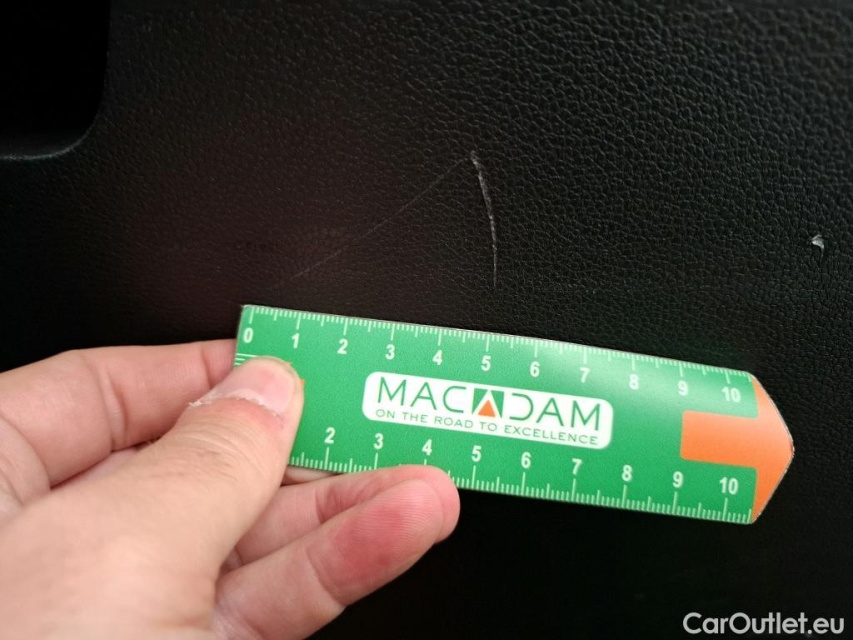 0 1 2 3 4 5 6 7 8 9 10
MACADAM
ON THE ROAD TO EXCELLENCE
2 3 4 5 6 7 8 9 10
CarOutlet.eu